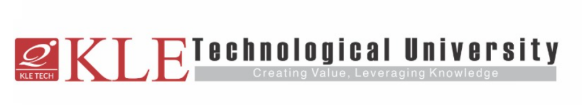 KLE TECH
KLE Technological University
Creating Value, Leveraging Knowledge